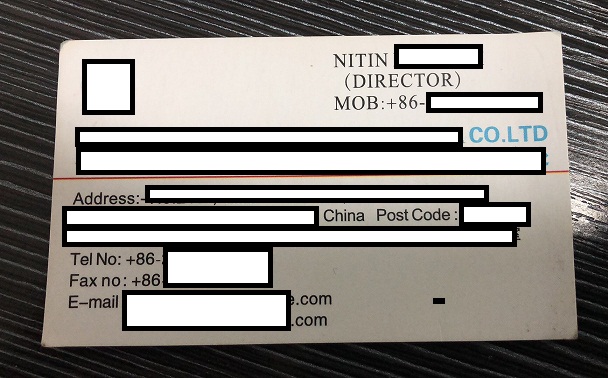 NITIN
(DIRECTOR)
MOB:+86-
CO.LTD
Address:
China Post Code:
Tel No: +86-
Fax no: +86-
E-mail
.com
.com